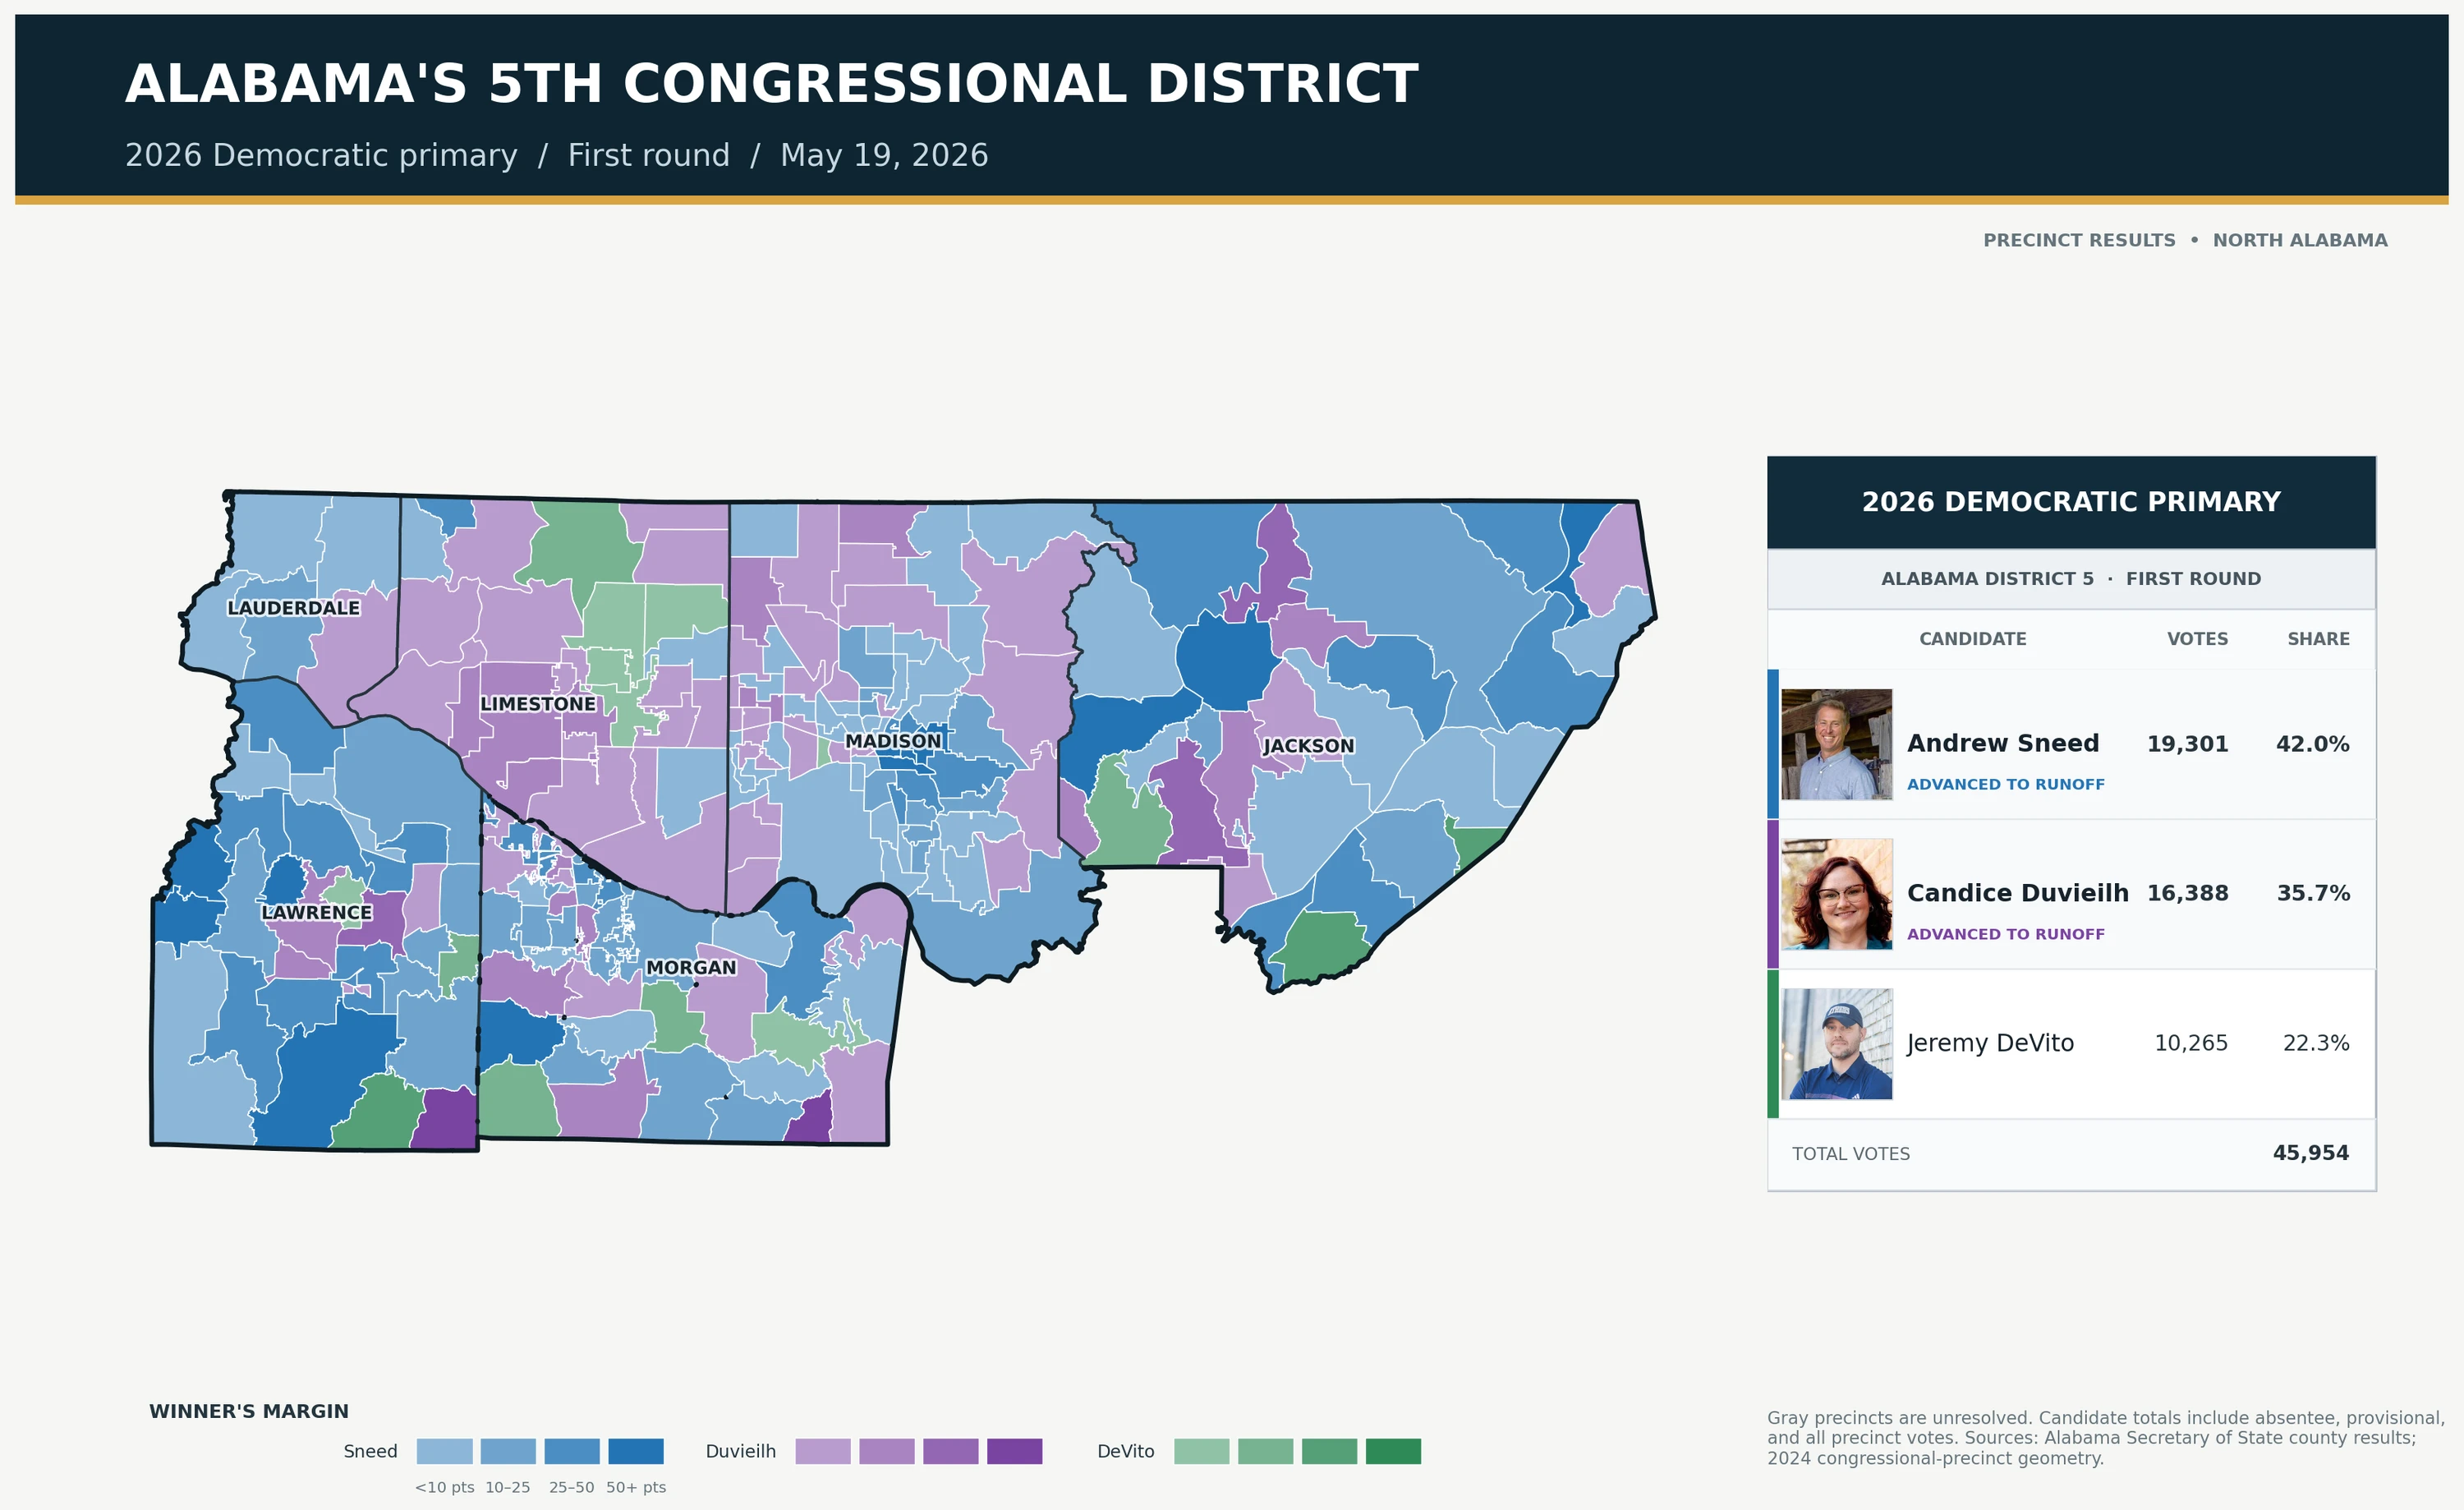 ALABAMA'S 5TH CONGRESSIONAL DISTRICT
2026 Democratic primary / First round / May 19, 2026
PRECINCT RESULTS • NORTH ALABAMA
LAUDERDALE
LIMESTONE
MADISON
JACKSON
LAWRENCE
MORGAN
2026 DEMOCRATIC PRIMARY
ALABAMA DISTRICT 5 · FIRST ROUND
CANDIDATE VOTES SHARE
Andrew Sneed 19,301 42.0%
ADVANCED TO RUNOFF
Candice Duvieilh 16,388 35.7%
ADVANCED TO RUNOFF
Jeremy DeVito 10,265 22.3%
TOTAL VOTES 45,954
WINNER'S MARGIN
Sneed Duvieilh DeVito
<10 pts 10–25 25–50 50+ pts
Gray precincts are unresolved. Candidate totals include absentee, provisional,
and all precinct votes. Sources: Alabama Secretary of State county results;
2024 congressional-precinct geometry.